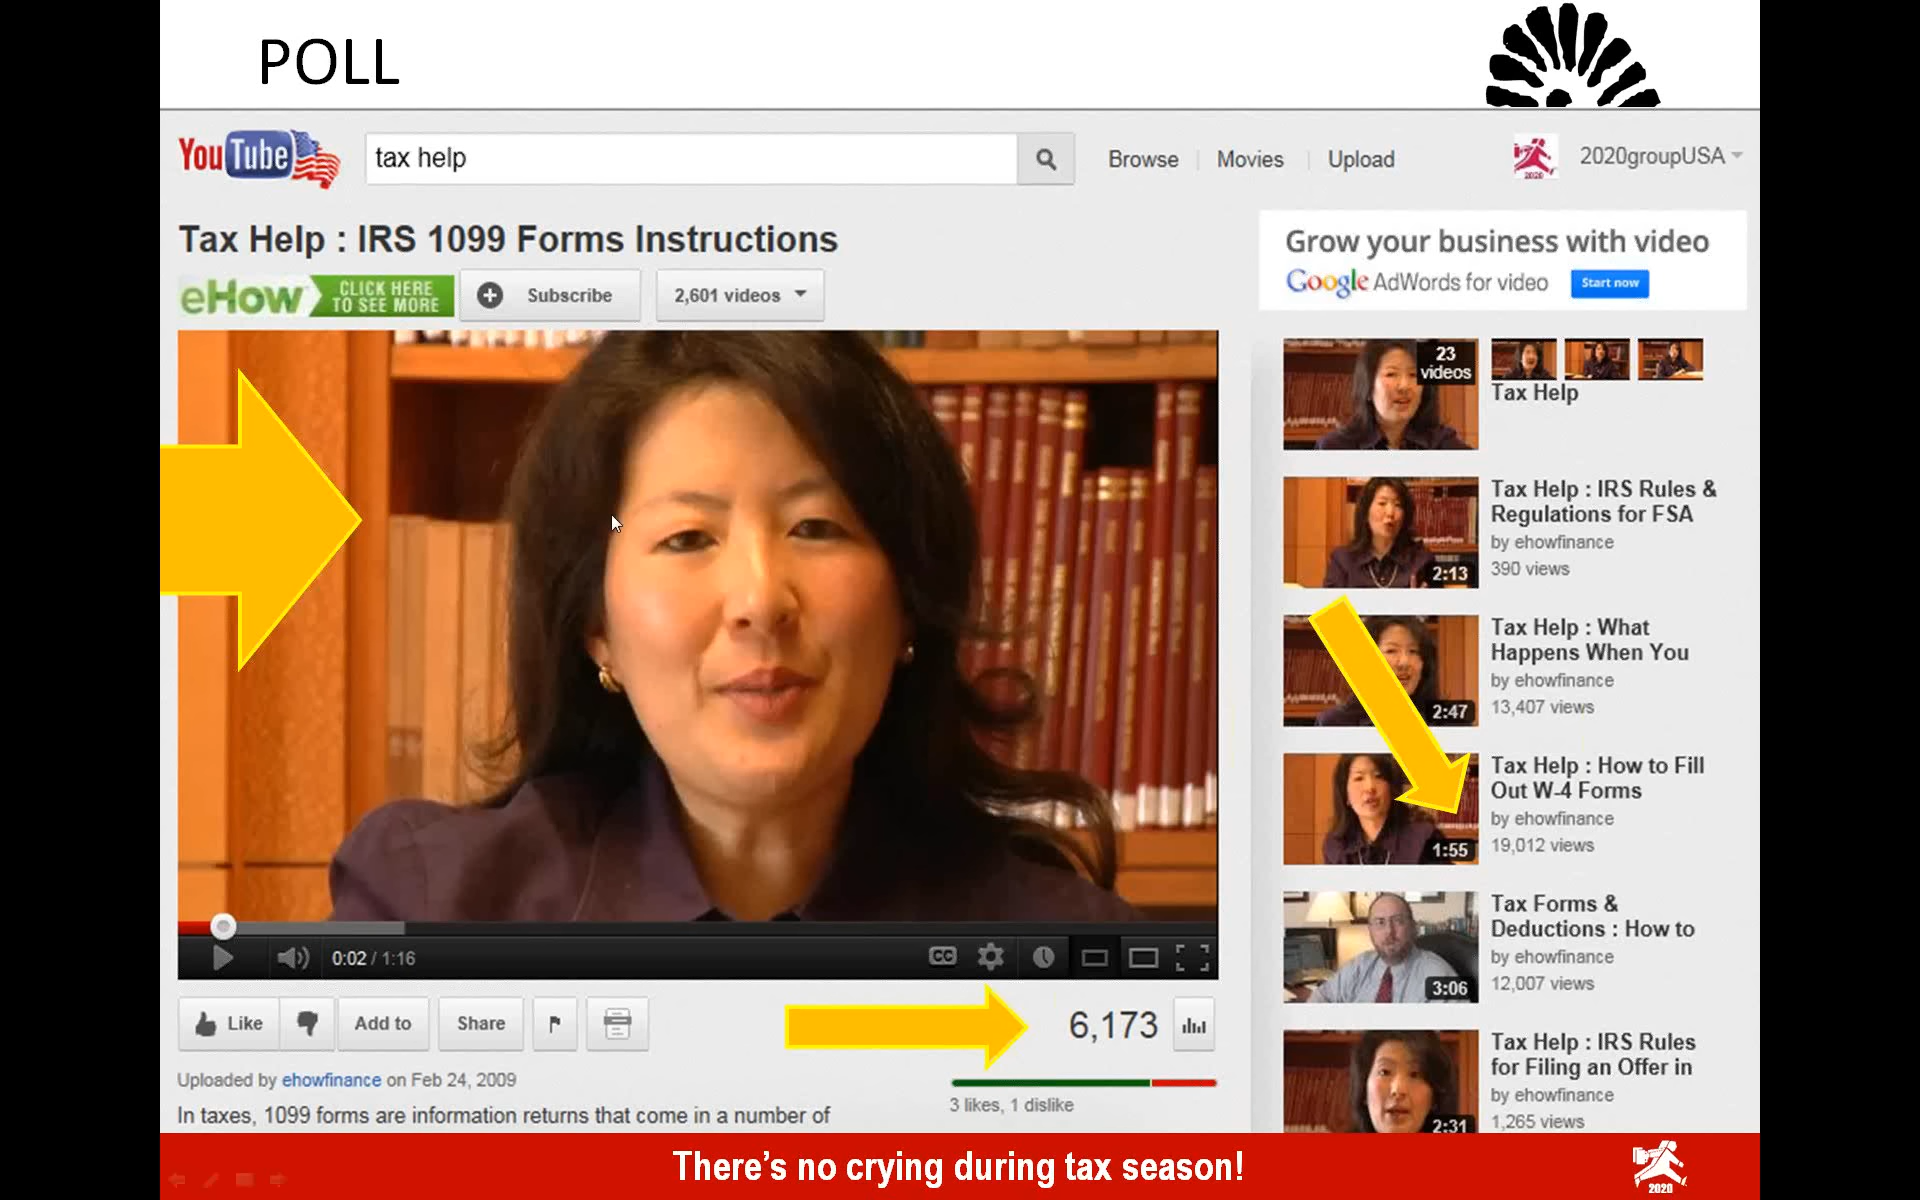 POLL
YouTube
tax help
Browse
Movies
Upload
2020
2020groupUSA
Tax Help : IRS 1099 Forms Instructions
eHow
CLICK HERE
TO SEE MORE
Subscribe
2,601 videos
Grow your business with video
Google AdWords for video
Start now
23
videos
Tax Help
Tax Help : IRS Rules &
Regulations for FSA
by ehowfinance
390 views
2:13
Tax Help : What
Happens When You
by ehowfinance
13,407 views
2:47
Tax Help : How to Fill
Out W-4 Forms
by ehowfinance
19,012 views
1:55
Tax Forms &
Deductions : How to
by ehowfinance
12,007 views
3:06
Tax Help : IRS Rules
for Filing an Offer in
by ehowfinance
1,265 views
2:31
0:02 / 1:16
CC
Like
Add to
Share
6,173
Uploaded by ehowfinance on Feb 24, 2009
3 likes, 1 dislike
In taxes, 1099 forms are information returns that come in a number of
There's no crying during tax season!
2020